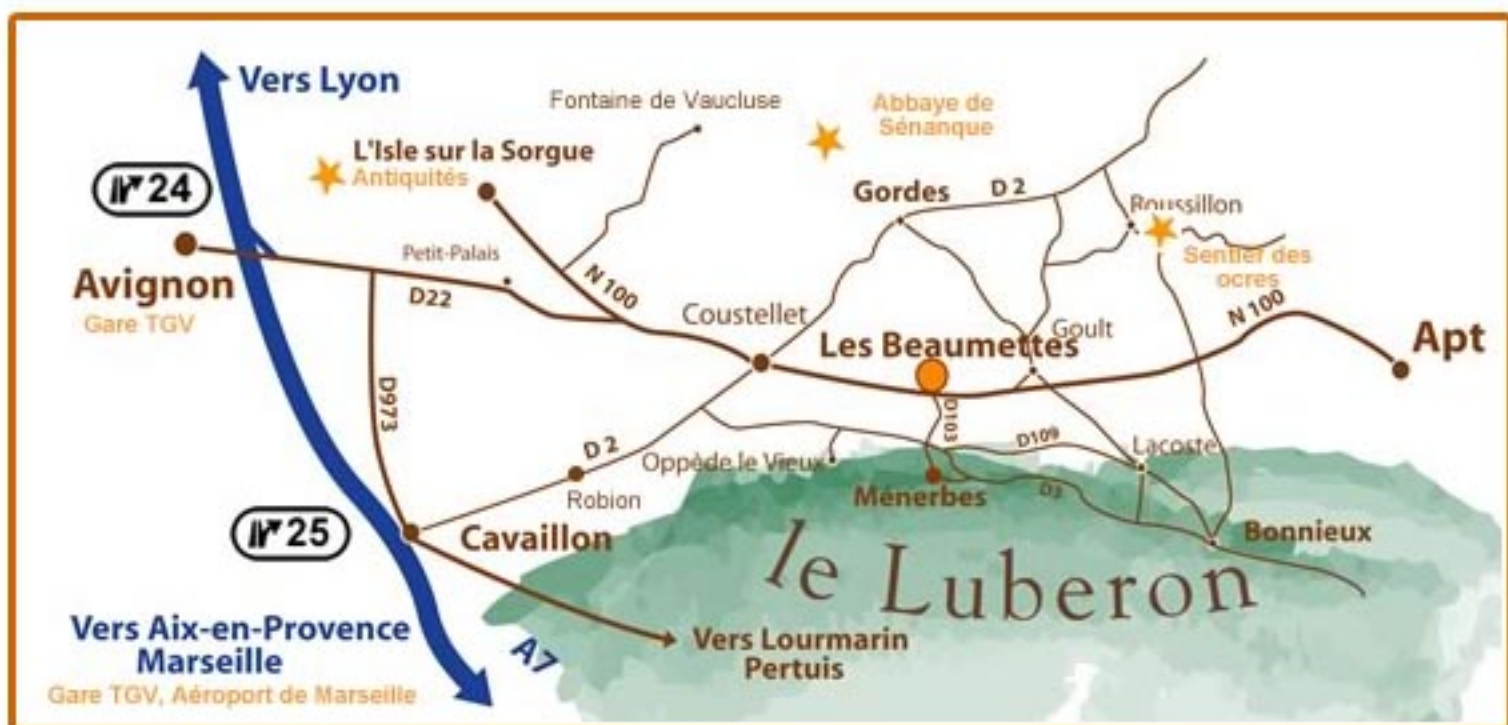 Vers Lyon
Fontaine de Vaucluse
Abbaye de
Sénanque
L'Isle sur la Sorgue
Antiquités
24
Gordes
D 2
Roussillon
Petit-Palais
Avignon
Gare TGV
D22
N 100
Sentier des
ocres
Coustellet
Les Beaumettes
Goult
N 100
Apt
D973
D103
D 2
D109
Oppède le Vieux
Lacoste
Robion
Ménerbes
D3
25
Cavaillon
Bonnieux
le Luberon
Vers Aix-en-Provence
Marseille
Gare TGV, Aéroport de Marseille
A7
Vers Lourmarin
Pertuis